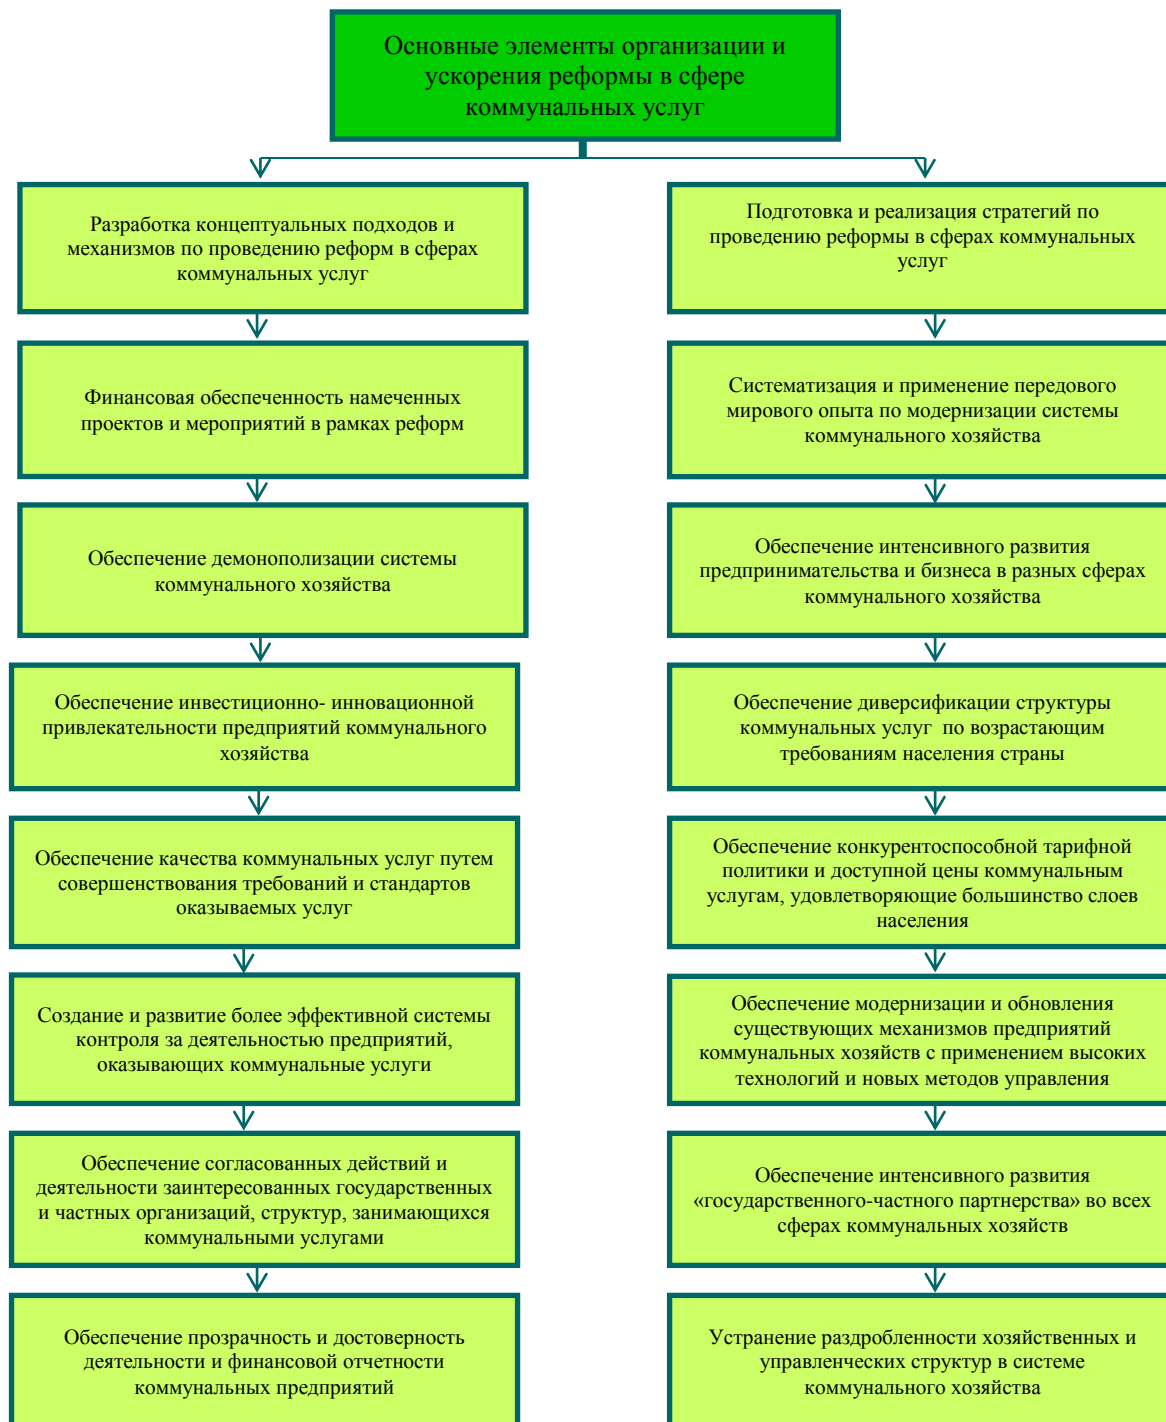 Основные элементы организации и
ускорения реформы в сфере
коммунальных услуг
Разработка концептуальных подходов и
механизмов по проведению реформ в сферах
коммунальных услуг
Подготовка и реализация стратегий по
проведению реформы в сферах коммунальных
услуг
Финансовая обеспеченность намеченных
проектов и мероприятий в рамках реформ
Систематизация и применение передового
мирового опыта по модернизации системы
коммунального хозяйства
Обеспечение демонополизации системы
коммунального хозяйства
Обеспечение интенсивного развития
предпринимательства и бизнеса в разных сферах
коммунального хозяйства
Обеспечение инвестиционно- инновационной
привлекательности предприятий коммунального
хозяйства
Обеспечение диверсификации структуры
коммунальных услуг по возрастающим
требованиям населения страны
Обеспечение качества коммунальных услуг путем
совершенствования требований и стандартов
оказываемых услуг
Обеспечение конкурентоспособной тарифной
политики и доступной цены коммунальным
услугам, удовлетворяющие большинство слоев
населения
Создание и развитие более эффективной системы
контроля за деятельностью предприятий,
оказывающих коммунальные услуги
Обеспечение модернизации и обновления
существующих механизмов предприятий
коммунальных хозяйств с применением высоких
технологий и новых методов управления
Обеспечение согласованных действий и
деятельности заинтересованных государственных
и частных организаций, структур, занимающихся
коммунальными услугами
Обеспечение интенсивного развития
«государственного-частного партнерства» во всех
сферах коммунальных хозяйств
Обеспечение прозрачность и достоверность
деятельности и финансовой отчетности
коммунальных предприятий
Устранение раздробленности хозяйственных и
управленческих структур в системе
коммунального хозяйства